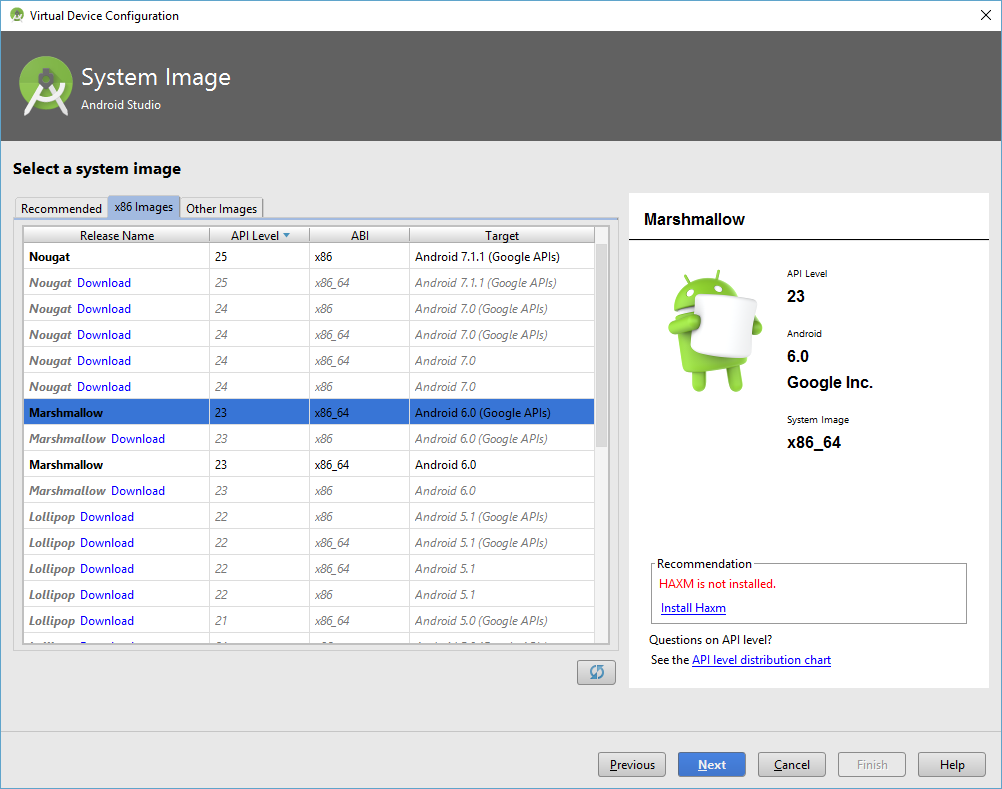 Virtual Device Configuration
System Image
Android Studio
Select a system image
Recommended x86 Images Other Images
Release Name API Level ABI Target
Nougat 25 x86 Android 7.1.1 (Google APIs)
Nougat Download 25 x86_64 Android 7.1.1 (Google APIs)
Nougat Download 24 x86 Android 7.0 (Google APIs)
Nougat Download 24 x86_64 Android 7.0 (Google APIs)
Nougat Download 24 x86_64 Android 7.0
Nougat Download 24 x86 Android 7.0
Marshmallow 23 x86_64 Android 6.0 (Google APIs)
Marshmallow Download 23 x86 Android 6.0 (Google APIs)
Marshmallow 23 x86_64 Android 6.0
Marshmallow Download 23 x86 Android 6.0
Lollipop Download 22 x86 Android 5.1 (Google APIs)
Lollipop Download 22 x86_64 Android 5.1 (Google APIs)
Lollipop Download 22 x86_64 Android 5.1
Lollipop Download 22 x86 Android 5.1
Lollipop Download 21 x86_64 Android 5.0 (Google APIs)
Marshmallow
API Level
23
Android
6.0
Google Inc.
System Image
x86_64
Recommendation
HAXM is not installed.
Install Haxm
Questions on API level?
See the API level distribution chart
Previous Next Cancel Finish Help